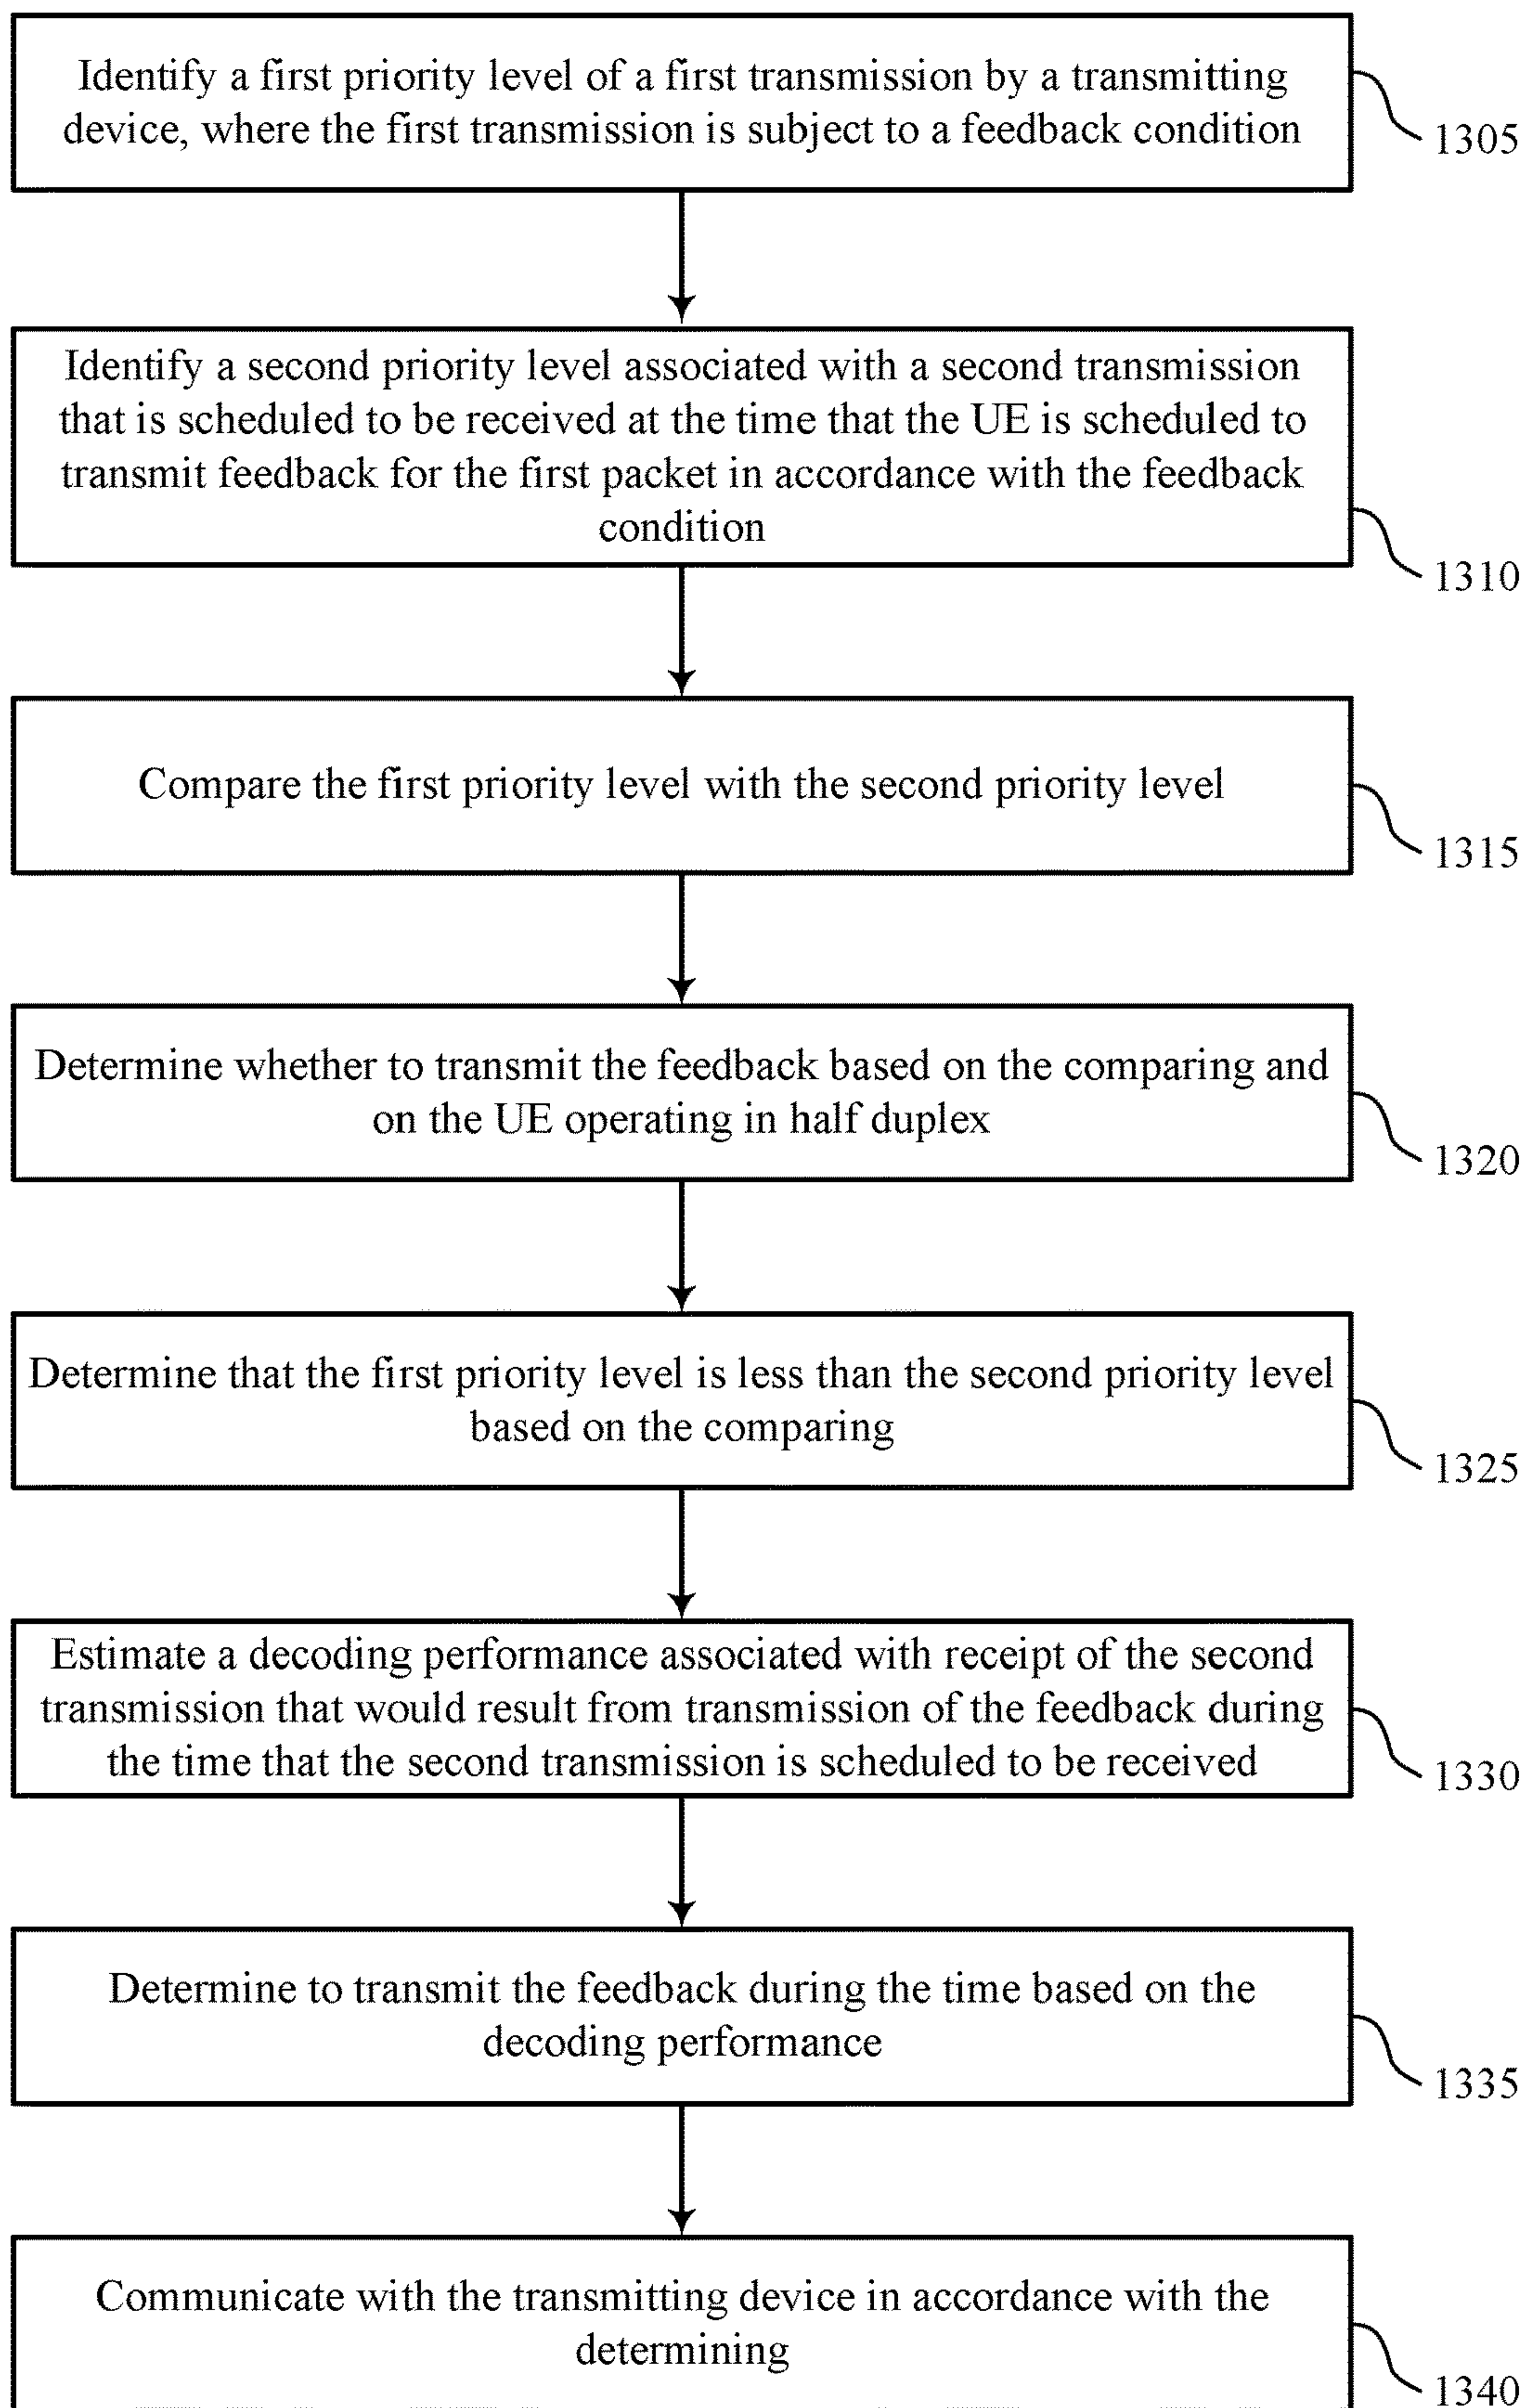 Identify a first priority level of a first transmission by a transmitting
device, where the first transmission is subject to a feedback condition
1305
Identify a second priority level associated with a second transmission
that is scheduled to be received at the time that the UE is scheduled to
transmit feedback for the first packet in accordance with the feedback
condition
1310
Compare the first priority level with the second priority level
1315
Determine whether to transmit the feedback based on the comparing and
on the UE operating in half duplex
1320
Determine that the first priority level is less than the second priority level
based on the comparing
1325
Estimate a decoding performance associated with receipt of the second
transmission that would result from transmission of the feedback during
the time that the second transmission is scheduled to be received
1330
Determine to transmit the feedback during the time based on the
decoding performance
1335
Communicate with the transmitting device in accordance with the
determining
1340